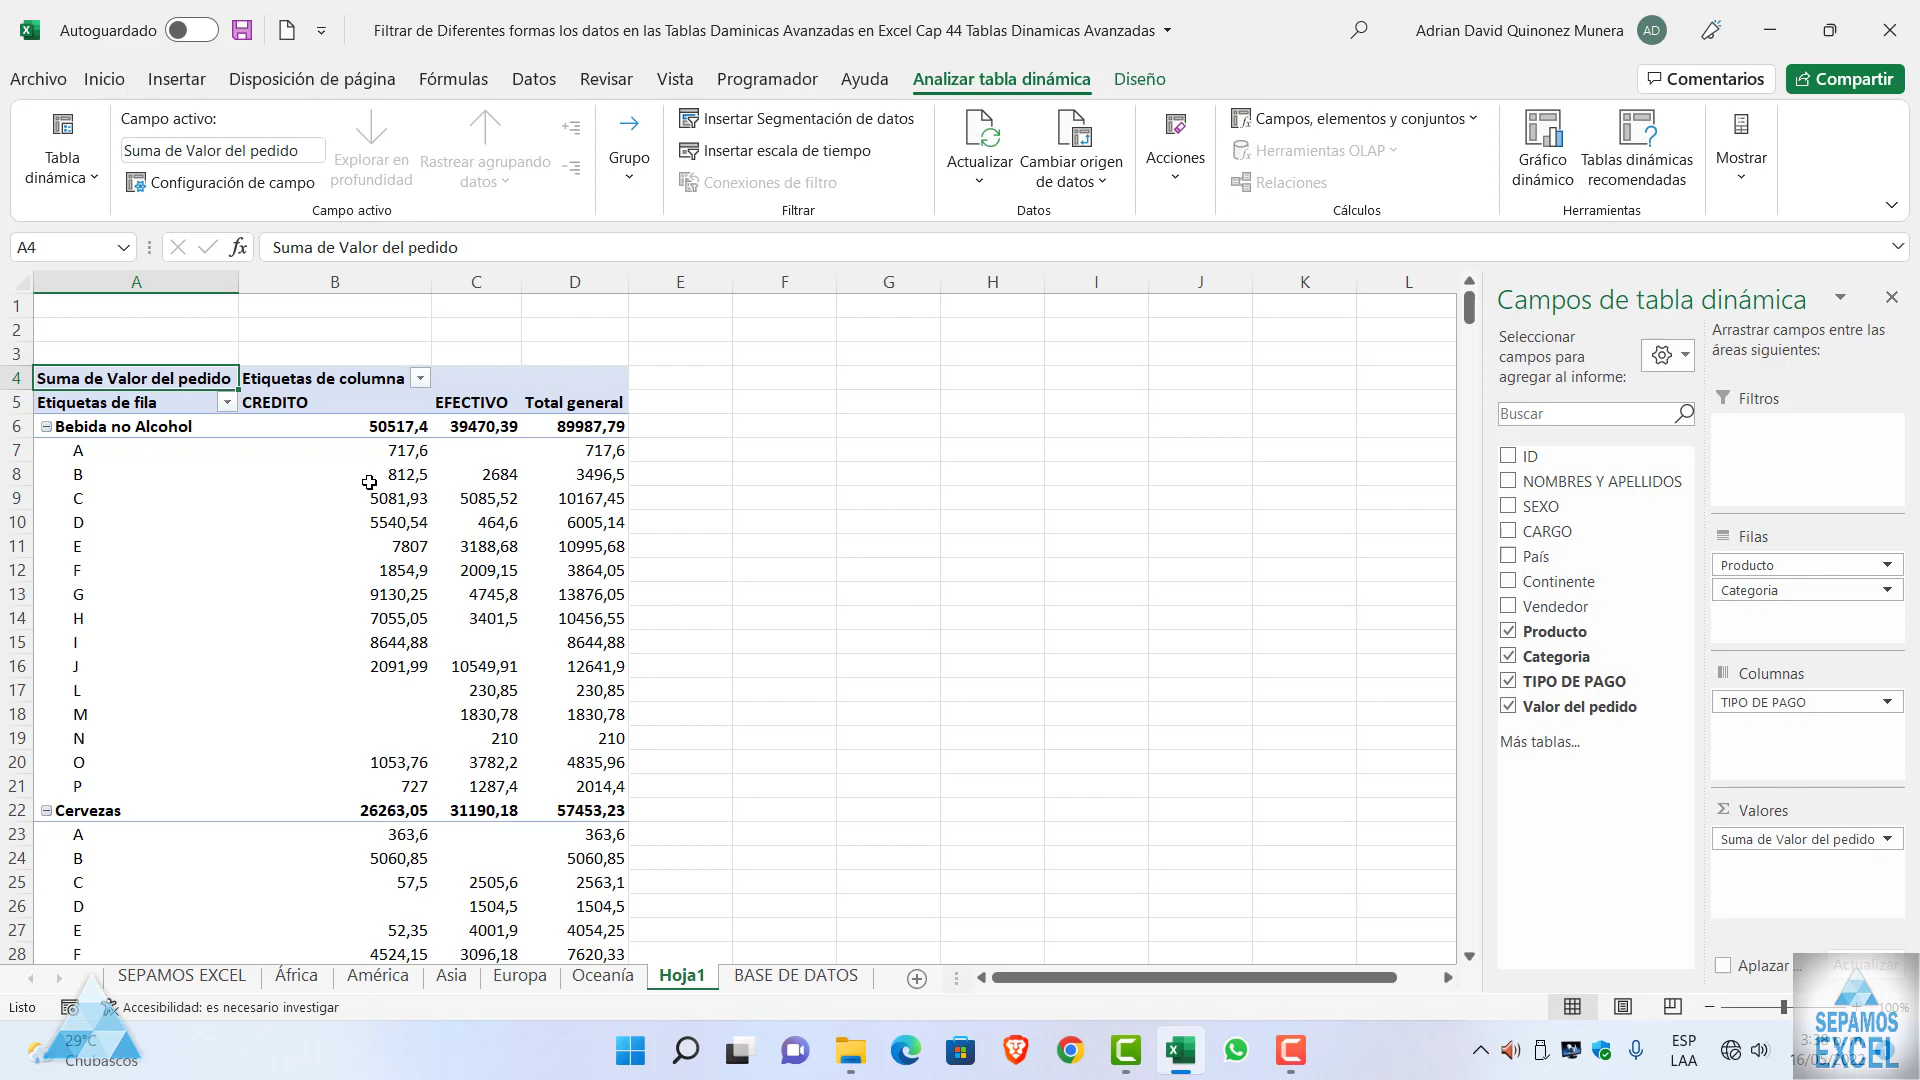 Autoguardado
Filtrar de Diferentes formas los datos en las Tablas Daminicas Avanzadas en Excel Cap 44 Tablas Dinamicas Avanzadas
Adrian David Quinonez Munera
AD
Archivo Inicio Insertar Disposición de página Fórmulas Datos Revisar Vista Programador Ayuda Analizar tabla dinámica Diseño
Comentarios
Compartir
Tabla
dinámica
Campo activo:
Suma de Valor del pedido
Configuración de campo
Explorar en
profundidad
Rastrear agrupando
datos
Campo activo
Grupo
Insertar Segmentación de datos
Insertar escala de tiempo
Conexiones de filtro
Filtrar
Actualizar
Cambiar origen
de datos
Datos
Acciones
Campos, elementos y conjuntos
Herramientas OLAP
Relaciones
Cálculos
Gráfico
dinámico
Tablas dinámicas
recomendadas
Herramientas
Mostrar
A4
fx
Suma de Valor del pedido
A B C D E F G H I J K L
1
2
3
4 Suma de Valor del pedido Etiquetas de columna
5 Etiquetas de fila CREDITO EFECTIVO Total general
6 Bebida no Alcohol 50517,4 39470,39 89987,79
7 A 717,6 717,6
8 B 812,5 2684 3496,5
9 C 5081,93 5085,52 10167,45
10 D 5540,54 464,6 6005,14
11 E 7807 3188,68 10995,68
12 F 1854,9 2009,15 3864,05
13 G 9130,25 4745,8 13876,05
14 H 7055,05 3401,5 10456,55
15 I 8644,88 8644,88
16 J 2091,99 10549,91 12641,9
17 L 230,85 230,85
18 M 1830,78 1830,78
19 N 210 210
20 O 1053,76 3782,2 4835,96
21 P 727 1287,4 2014,4
22 Cervezas 26263,05 31190,18 57453,23
23 A 363,6 363,6
24 B 5060,85 5060,85
25 C 57,5 2505,6 2563,1
26 D 1504,5 1504,5
27 E 52,35 4001,9 4054,25
28 F 4524,15 3096,18 7620,33
Campos de tabla dinámica
Seleccionar
campos para
agregar al informe:
Buscar
ID
NOMBRES Y APELLIDOS
SEXO
CARGO
País
Continente
Vendedor
Producto
Categoria
TIPO DE PAGO
Valor del pedido
Más tablas...
Arrastrar campos entre las
áreas siguientes:
Filtros
Filas
Producto
Categoria
Columnas
TIPO DE PAGO
Valores
Suma de Valor del pedido
Aplazar ...
Actualizar
SEPAMOS EXCEL África América Asia Europa Oceanía Hoja1 BASE DE DATOS
Listo
Accesibilidad: es necesario investigar
100%
29°C
Chubascos
ESP
LAA
16/05/2022
SEPAMOS
EXCEL